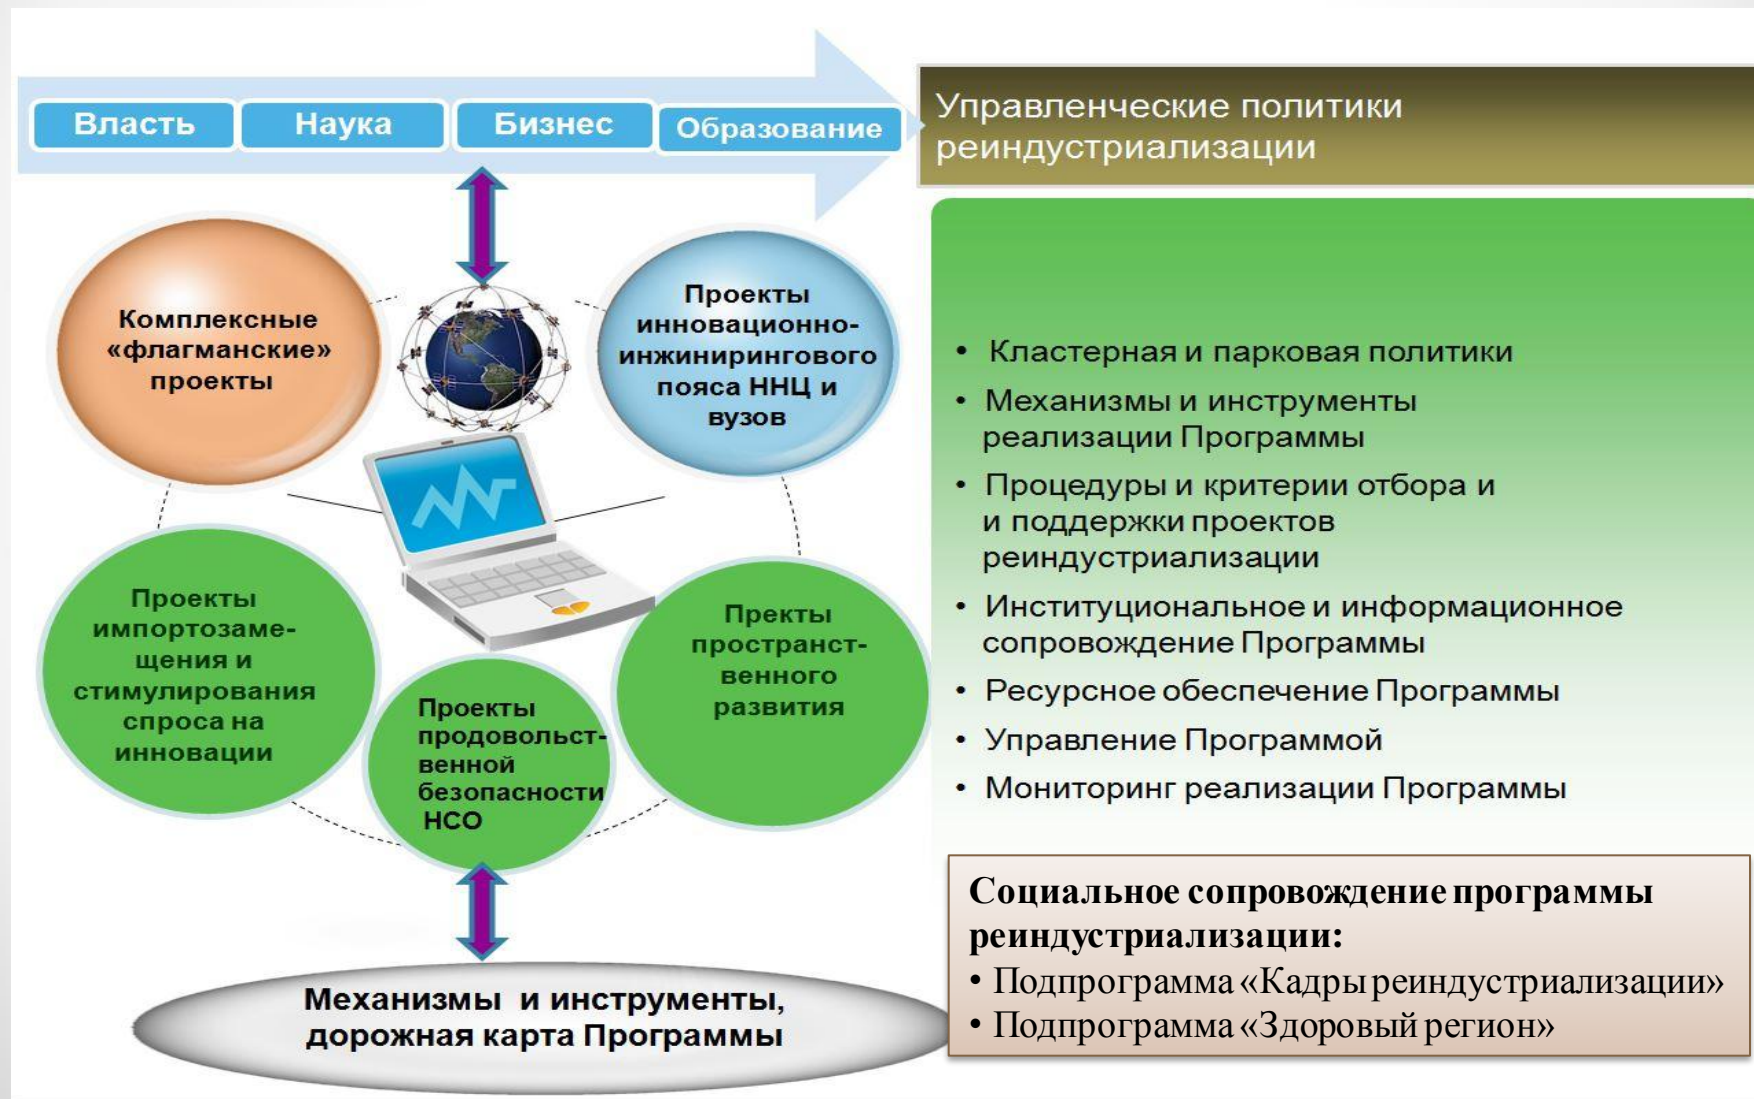 Власть
Наука
Бизнес
Образование
Управленческие политики
реиндустриализации
Комплексные
«флагманские»
проекты
Проекты
инновационно-
инжинирингового
пояса ННЦ и
вузов
Проекты
импортозаме-
щения и
стимулирования
спроса на
инновации
Проекты
продовольст-
венной
безопасности
НСО
Пректы
пространст-
венного
развития
Механизмы и инструменты,
дорожная карта Программы
• Кластерная и парковая политики
• Механизмы и инструменты
реализации Программы
• Процедуры и критерии отбора и
и поддержки проектов
реиндустриализации
• Институциональное и информационное
сопровождение Программы
• Ресурсное обеспечение Программы
• Управление Программой
• Мониторинг реализации Программы
Социальное сопровождение программы
реиндустриализации:
• Подпрограмма «Кадры реиндустриализации»
• Подпрограмма «Здоровый регион»